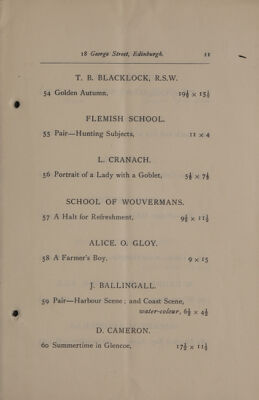 18 George Street, Edinburgh. 11
T. B. BLACKLOCK, R.S.W.
54 Golden Autumn, 19½ x 15½
FLEMISH SCHOOL.
55 Pair—Hunting Subjects, 11 x 4
L. CRANACH.
56 Portrait of a Lady with a Goblet, 5½ x 7½
SCHOOL OF WOUVERMANS.
57 A Halt for Refreshment, 9½ x 11½
ALICE. O. GLOY.
58 A Farmer's Boy, 9 x 15
J. BALLINGALL.
59 Pair—Harbour Scene; and Coast Scene,
water-colour, 6½ x 4½
D. CAMERON.
60 Summertime in Glencoe, 17½ x 11½